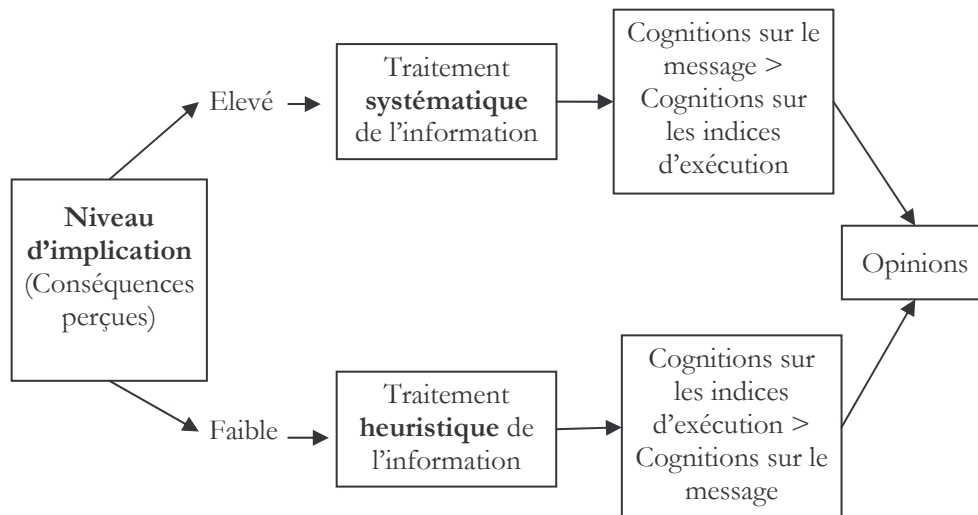 Niveau
d’implication
(Conséquences
perçues)
Elevé
Traitement
systématique
de l’information
Cognitions sur le
message >
Cognitions sur
les indices
d’exécution
Faible
Traitement
heuristique de
l’information
Cognitions sur
les indices
d’exécution >
Cognitions sur le
message
Opinions